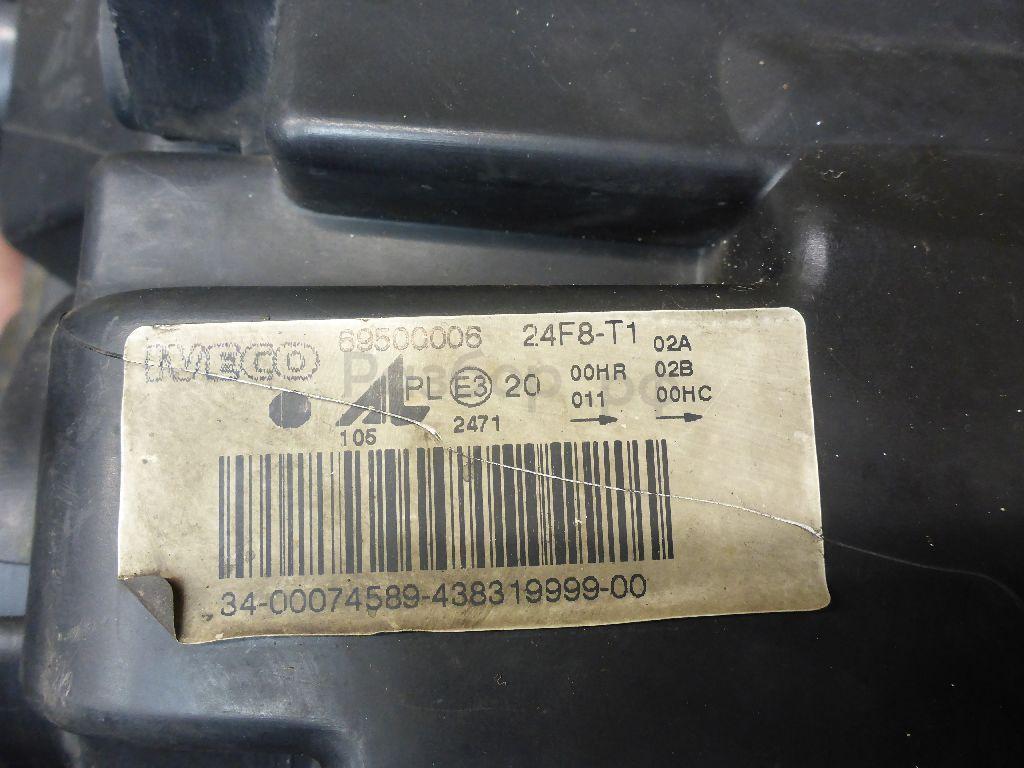 IVECO 69500006 24F8-T1 02A
PL E3 20 00HR 02B
011 00HC
105 2471
34-00074589-438319999-00